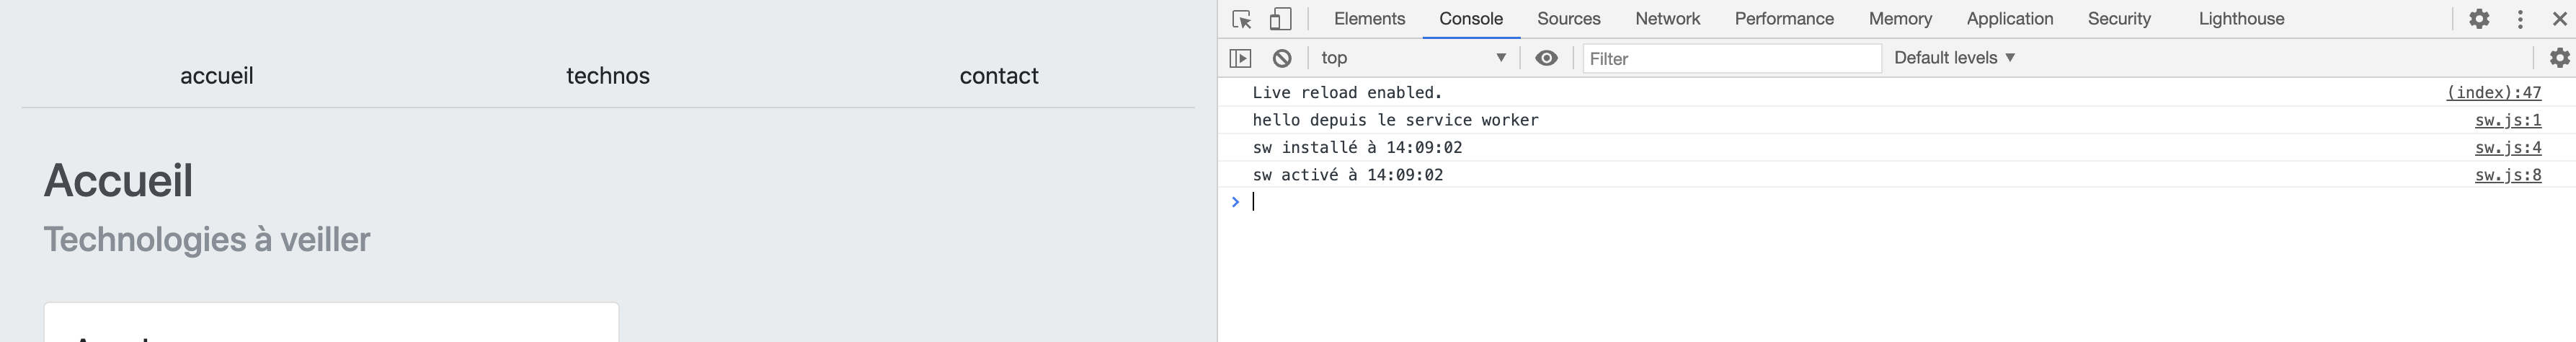 accueil technos contact
Accueil
Technologies à veiller
Elements Console Sources Network Performance Memory Application Security Lighthouse
top Filter Default levels
Live reload enabled. (index):47
hello depuis le service worker sw.js:1
sw installé à 14:09:02 sw.js:4
sw activé à 14:09:02 sw.js:8